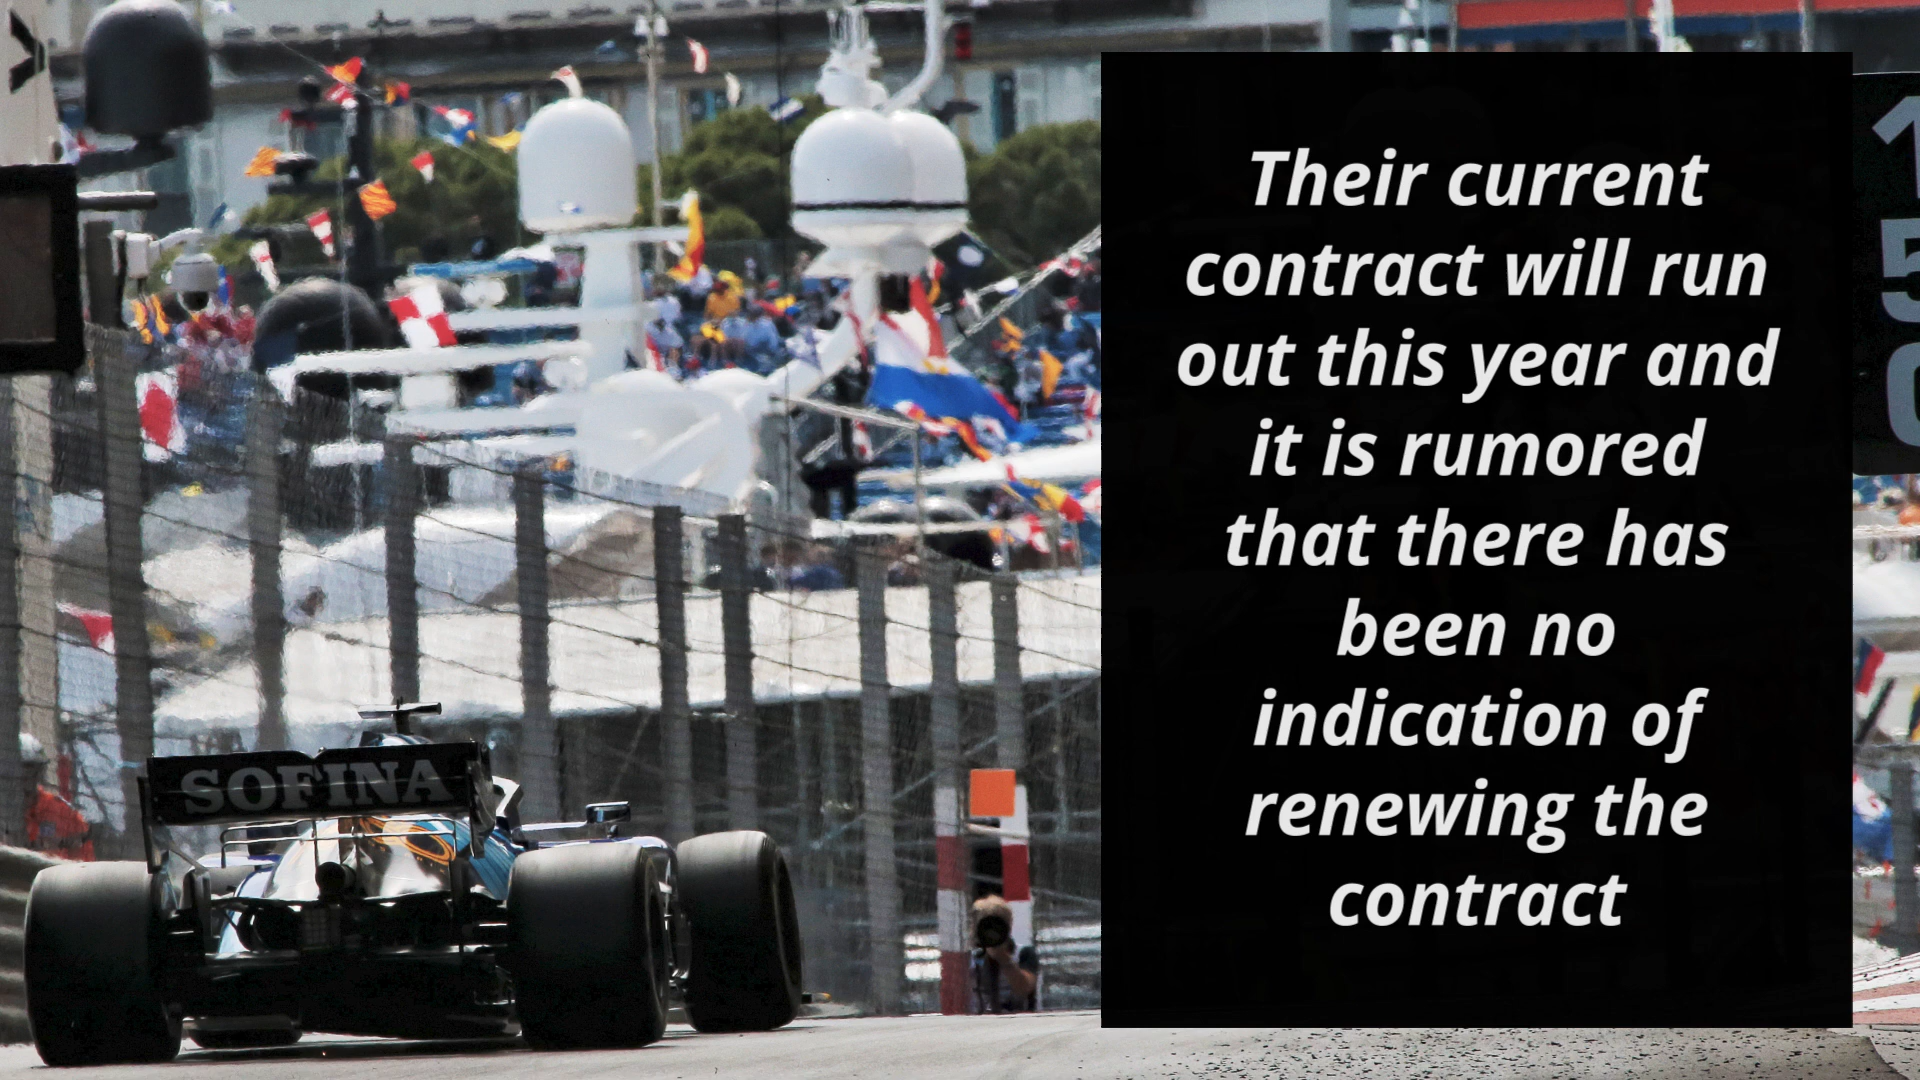 Their current
contract will run
out this year and
it is rumored
that there has
been no
indication of
renewing the
contract
SOFINA
150